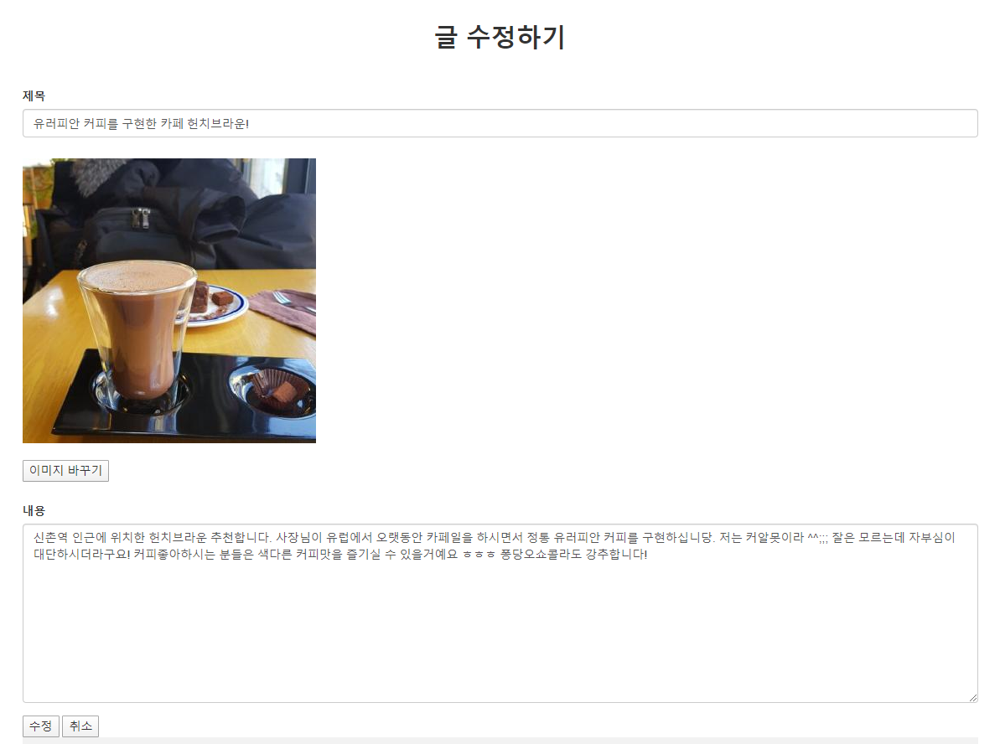 글 수정하기
제목
유러피안 커피를 구현한 카페 헌치브라운!
이미지 바꾸기
내용
신촌역 인근에 위치한 헌치브라운 추천합니다. 사장님이 유럽에서 오랫동안 카페일을 하시면서 정통 유러피안 커피를 구현하십니당. 저는 커알못이라 ^^;;; 잘은 모르는데 자부심이
대단하시더라구요! 커피좋아하시는 분들은 색다른 커피맛을 즐기실 수 있을거예요 ㅎㅎㅎ 퐁당오쇼콜라도 강추합니다!
수정 취소